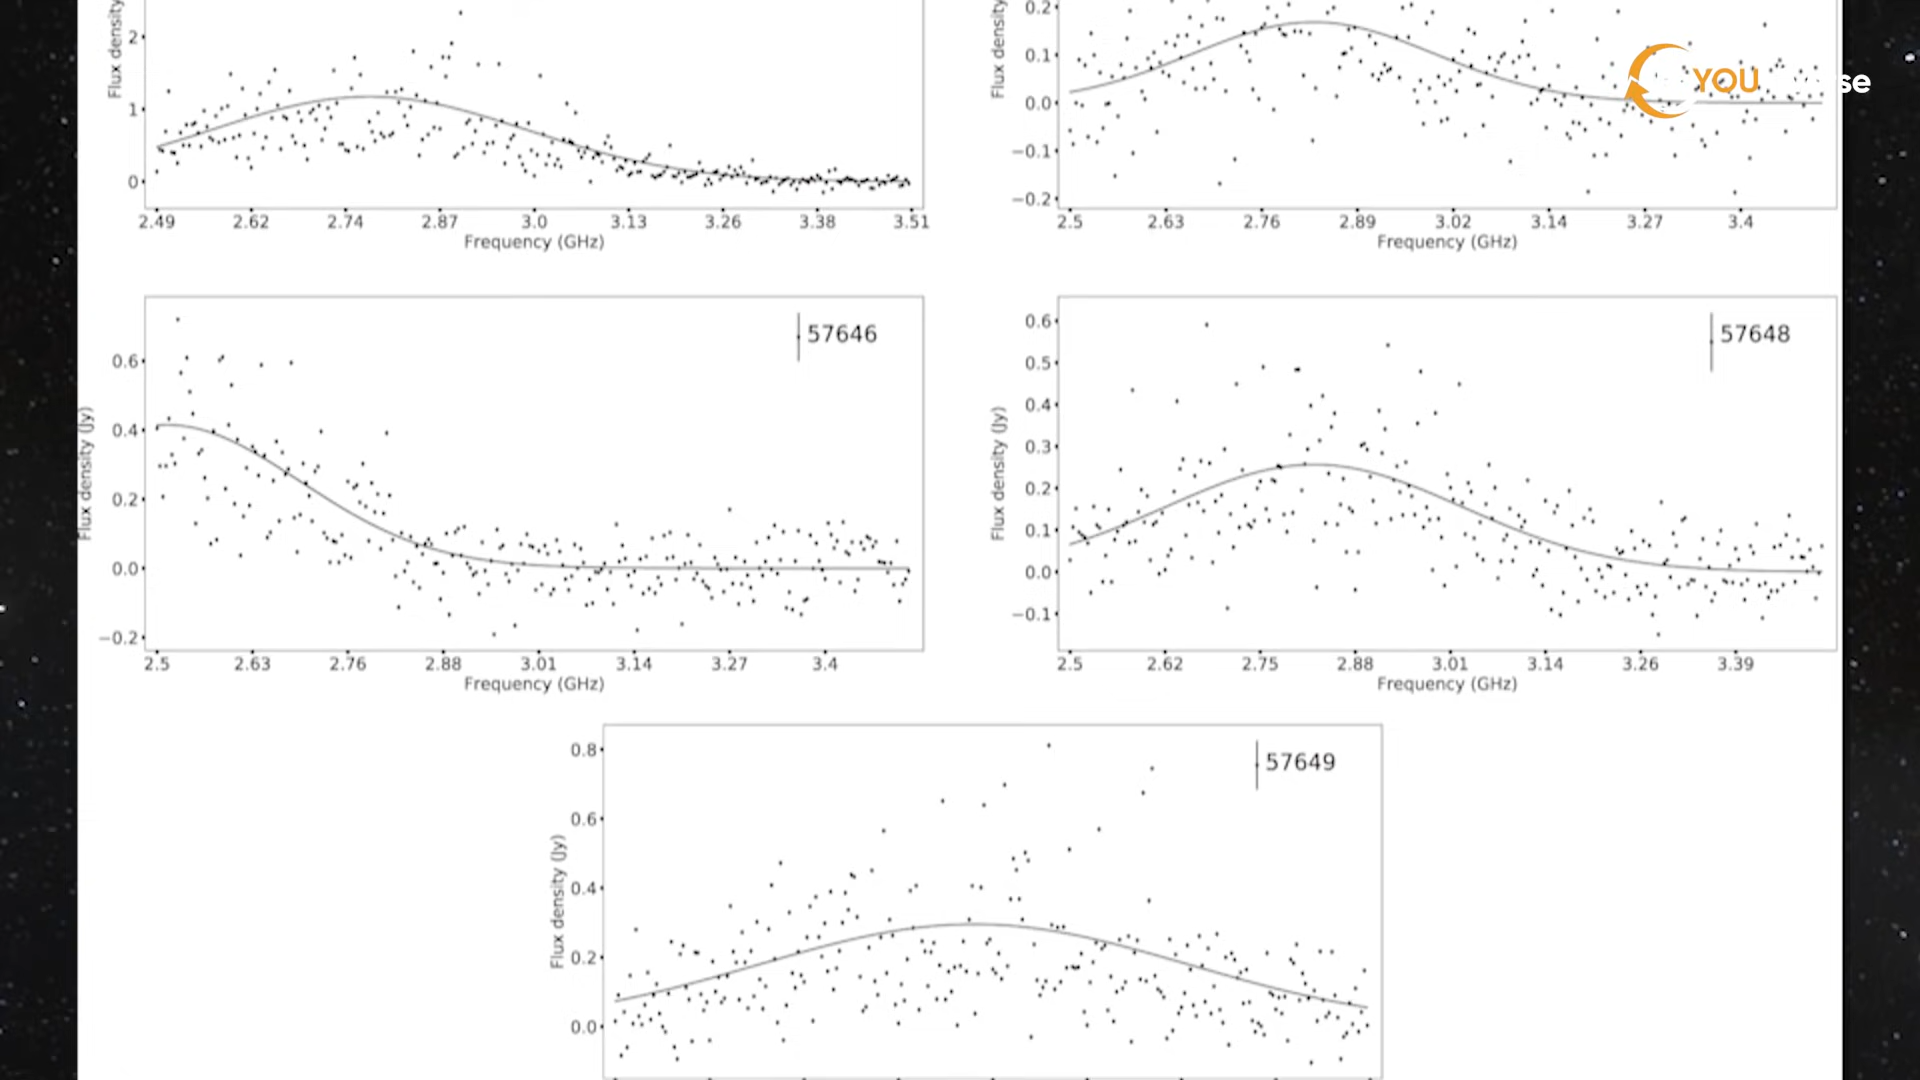 Flux density
2
1
0
2.49 2.62 2.74 2.87 3.0 3.13 3.26 3.38 3.51
Frequency (GHz)
Flux density
0.2
0.1
0.0
−0.1
−0.2
2.5 2.63 2.76 2.89 3.02 3.14 3.27 3.4
Frequency (GHz)
YOU
se
57646
Flux density (Jy)
0.6
0.4
0.2
0.0
−0.2
2.5 2.63 2.76 2.88 3.01 3.14 3.27 3.4
Frequency (GHz)
57648
Flux density (Jy)
0.6
0.5
0.4
0.3
0.2
0.1
0.0
−0.1
2.5 2.62 2.75 2.88 3.01 3.14 3.26 3.39
Frequency (GHz)
57649
Flux density (Jy)
0.8
0.6
0.4
0.2
0.0